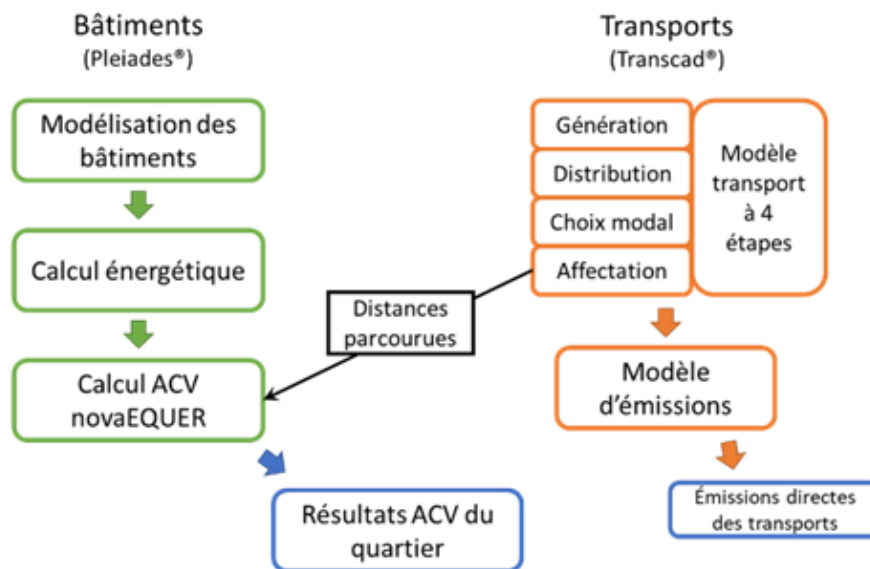 Bâtiments
(Pleiades®)
Modélisation des
bâtiments
Calcul énergétique
Calcul ACV
novaEQUER
Distances
parcourues
Résultats ACV du
quartier
Transports
(Transcad®)
Génération
Distribution
Choix modal
Affectation
Modèle
transport
à 4
étapes
Modèle
d'émissions
Émissions directes
des transports